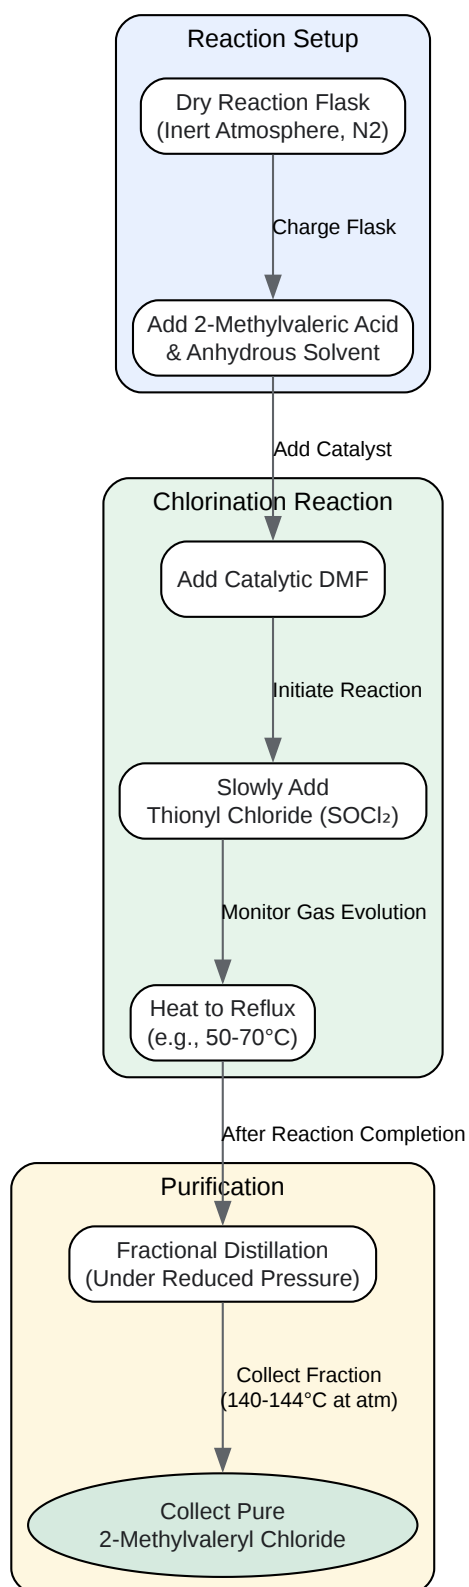 Reaction Setup
Dry Reaction Flask
(Inert Atmosphere, N2)
Charge Flask
Add 2-Methylvaleric Acid
& Anhydrous Solvent
Add Catalyst
Chlorination Reaction
Add Catalytic DMF
Initiate Reaction
Slowly Add
Thionyl Chloride (SOCl₂)
Monitor Gas Evolution
Heat to Reflux
(e.g., 50-70°C)
After Reaction Completion
Purification
Fractional Distillation
(Under Reduced Pressure)
Collect Fraction
(140-144°C at atm)
Collect Pure
2-Methylvaleryl Chloride